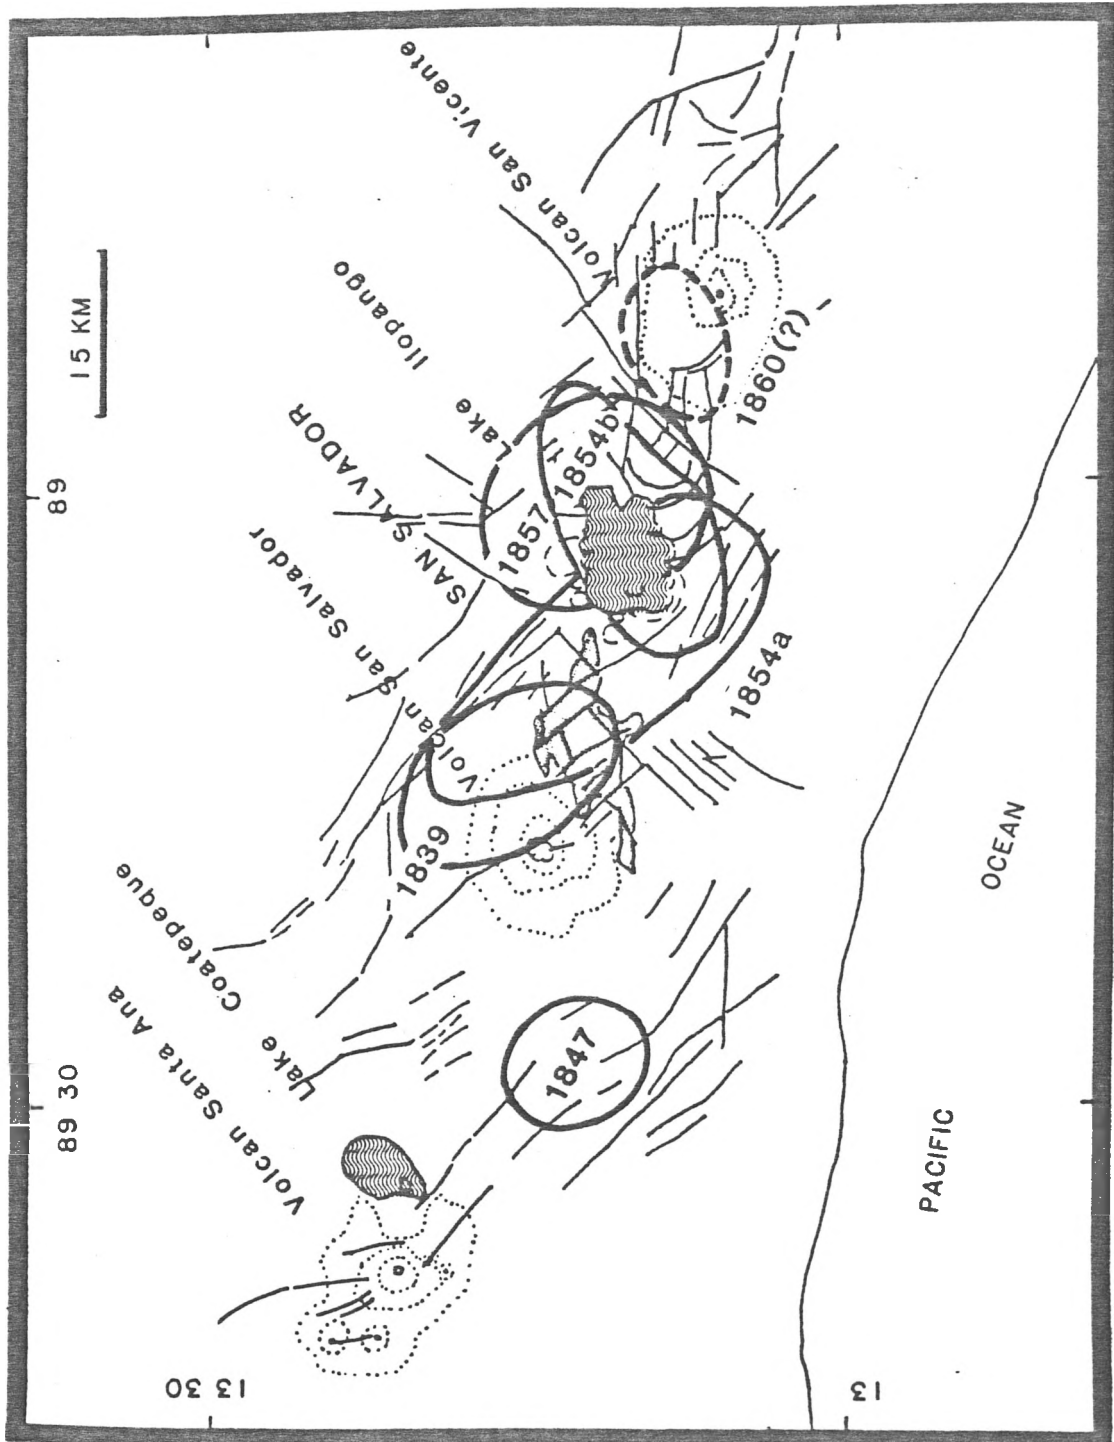 89 30
89
15 KM
13 30
13
Volcan Santa Ana
Lake Coatepeque
Volcan San Salvador
SAN SALVADOR
Lake Ilopango
Volcan San Vicente
1839
1847
1857
1854b
1854a
1860(?)
PACIFIC
OCEAN